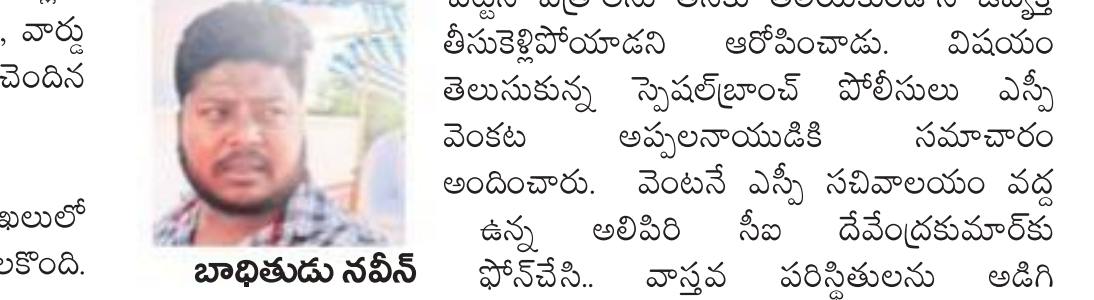 , వార్డు
చెందిన
ఖలులో
లకొంది.
బాధితుడు నవీన్
తీసుకెళ్లిపోయాడని ఆరోపించాడు. విషయం
తెలుసుకున్న స్పెషల్‌బ్రాంచ్ పోలీసులు ఎస్పీ
వెంకట అప్పలనాయుడికి సమాచారం
అందించారు. వెంటనే ఎస్పీ సచివాలయం వద్ద
ఉన్న అలిపిరి సీఐ దేవేంద్రకుమార్‌కు
ఫోన్‌చేసి.. వాస్తవ పరిస్థితులను అడిగి